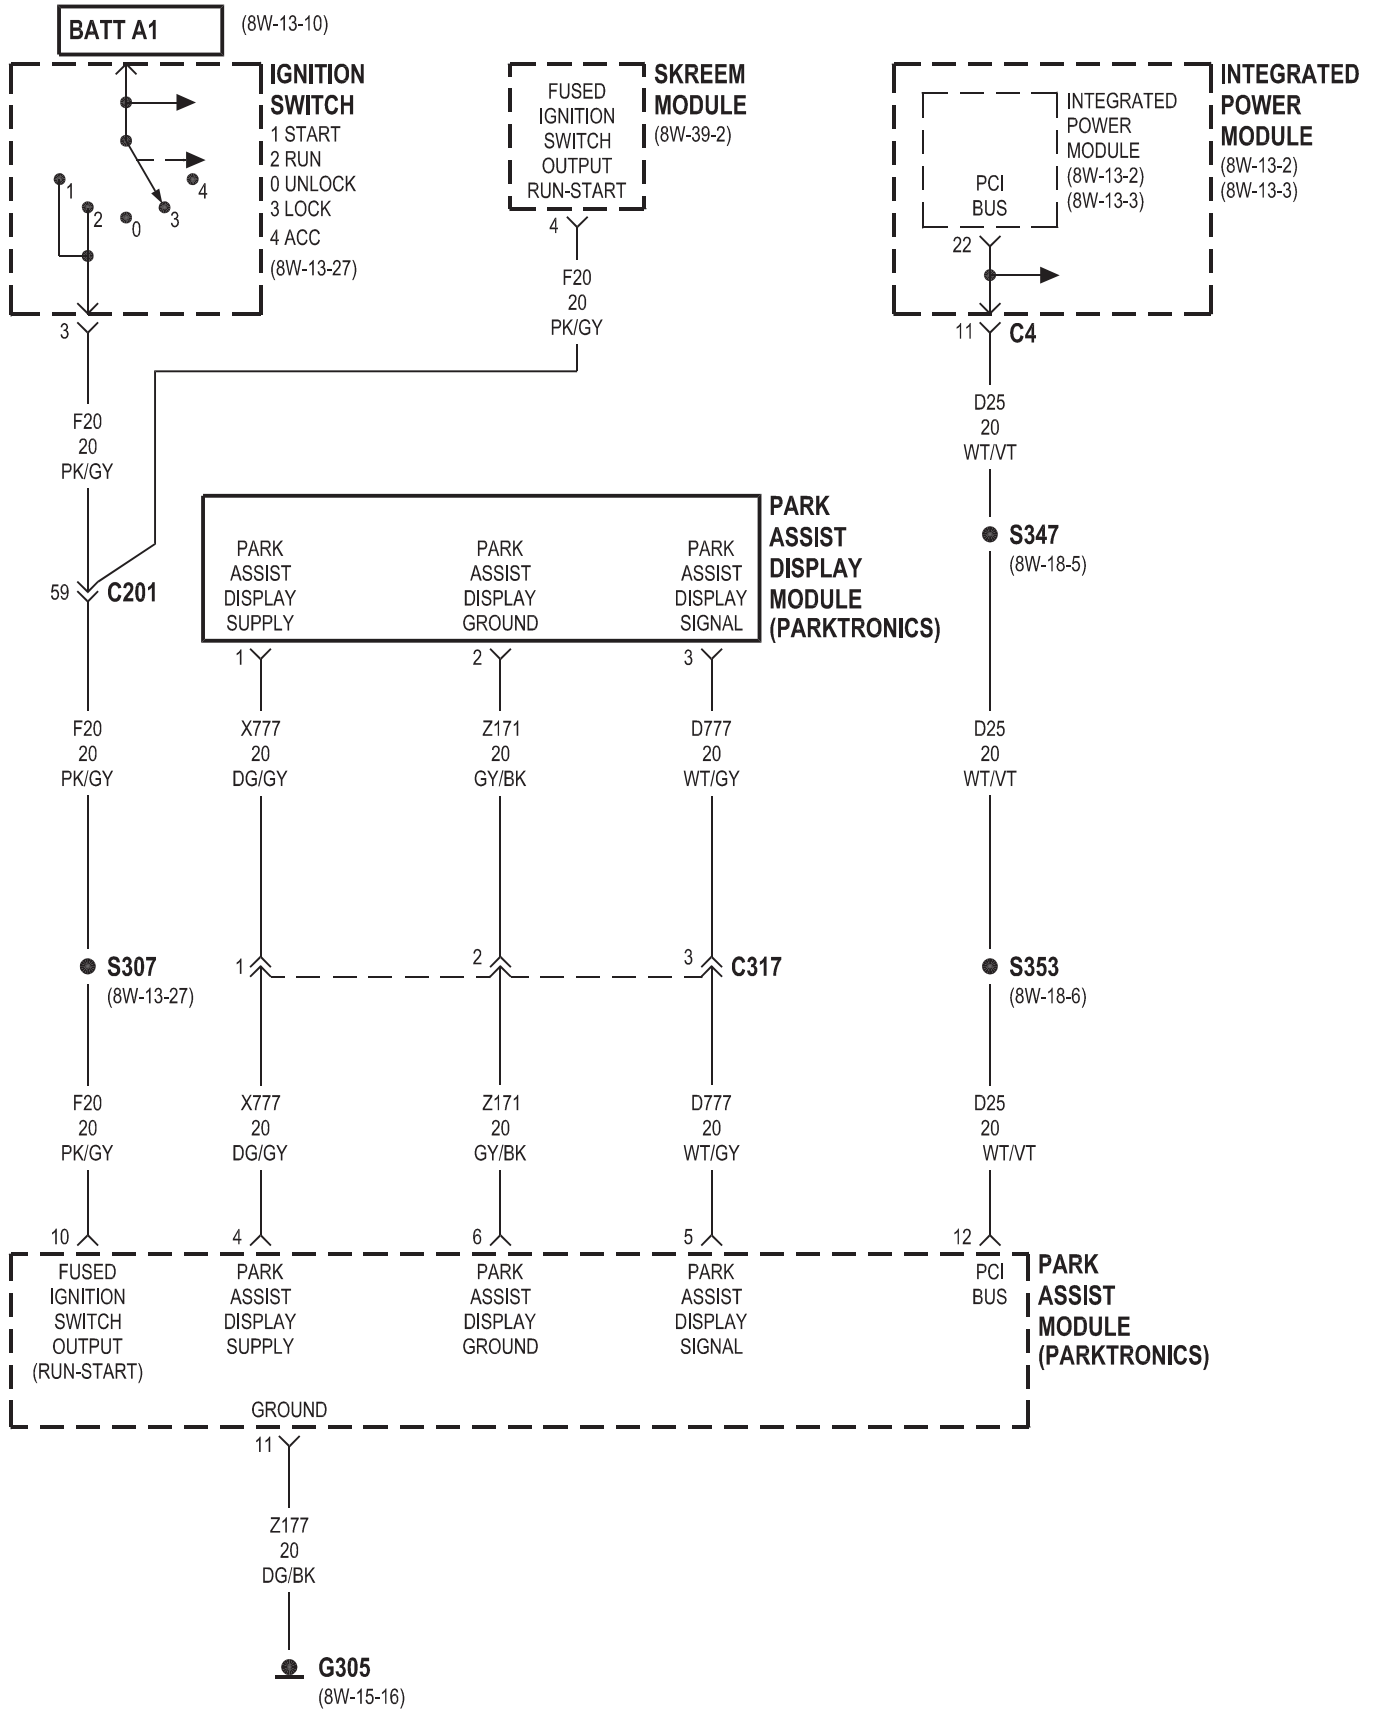 BATT A1
(8W-13-10)
IGNITION
SWITCH
1 START
2 RUN
0 UNLOCK
3 LOCK
4 ACC
(8W-13-27)
1
2
0
3
4
3
FUSED
IGNITION
SWITCH
OUTPUT
RUN-START
SKREEM
MODULE
(8W-39-2)
4
F20
20
PK/GY
INTEGRATED
POWER
MODULE
(8W-13-2)
(8W-13-3)
PCI
BUS
22
INTEGRATED
POWER
MODULE
(8W-13-2)
(8W-13-3)
11
C4
F20
20
PK/GY
D25
20
WT/VT
59
C201
PARK
ASSIST
DISPLAY
SUPPLY
PARK
ASSIST
DISPLAY
GROUND
PARK
ASSIST
DISPLAY
SIGNAL
PARK
ASSIST
DISPLAY
MODULE
(PARKTRONICS)
S347
(8W-18-5)
1
2
3
F20
20
PK/GY
X777
20
DG/GY
Z171
20
GY/BK
D777
20
WT/GY
D25
20
WT/VT
S307
(8W-13-27)
1
2
3
C317
S353
(8W-18-6)
F20
20
PK/GY
X777
20
DG/GY
Z171
20
GY/BK
D777
20
WT/GY
D25
20
WT/VT
10
4
6
5
12
FUSED
IGNITION
SWITCH
OUTPUT
(RUN-START)
PARK
ASSIST
DISPLAY
SUPPLY
PARK
ASSIST
DISPLAY
GROUND
PARK
ASSIST
DISPLAY
SIGNAL
PCI
BUS
PARK
ASSIST
MODULE
(PARKTRONICS)
GROUND
11
Z177
20
DG/BK
G305
(8W-15-16)